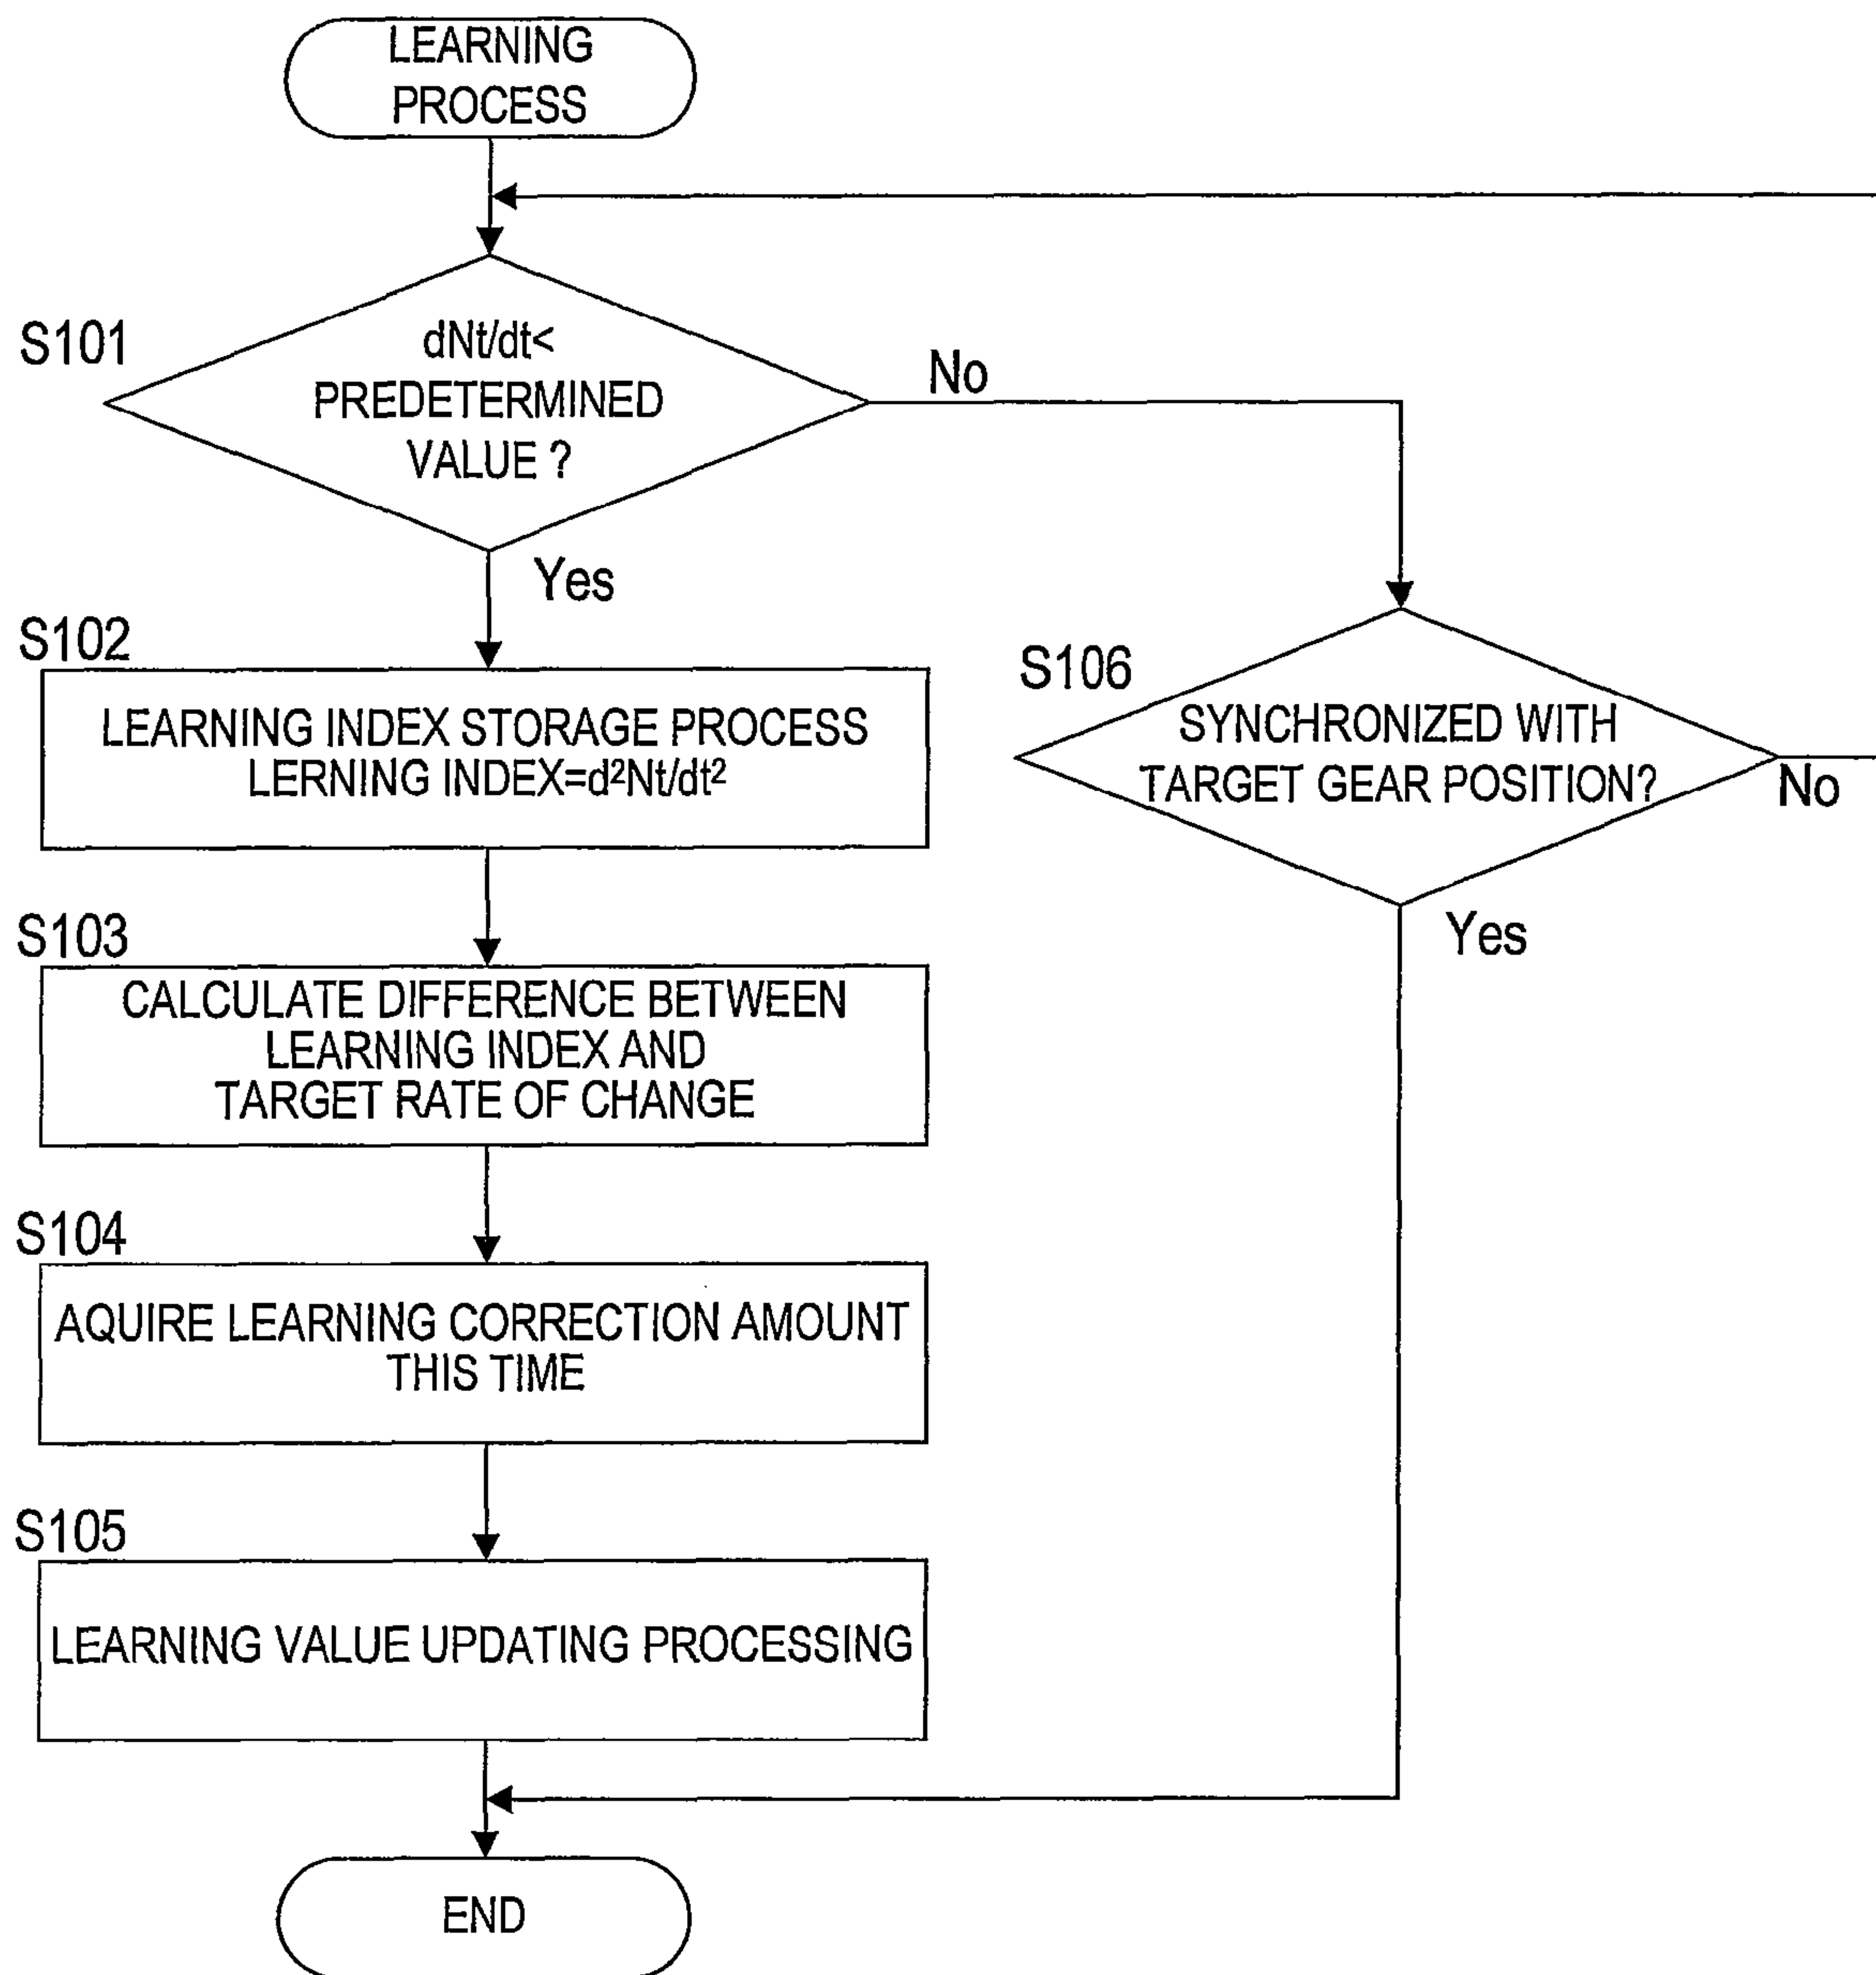 LEARNING
PROCESS
S101
dNt/dt<
PREDETERMINED
VALUE ?
No
Yes
S102
LEARNING INDEX STORAGE PROCESS
LERNING INDEX=d²Nt/dt²
S106
SYNCHRONIZED WITH
TARGET GEAR POSITION?
No
Yes
S103
CALCULATE DIFFERENCE BETWEEN
LEARNING INDEX AND
TARGET RATE OF CHANGE
S104
AQUIRE LEARNING CORRECTION AMOUNT
THIS TIME
S105
LEARNING VALUE UPDATING PROCESSING
END